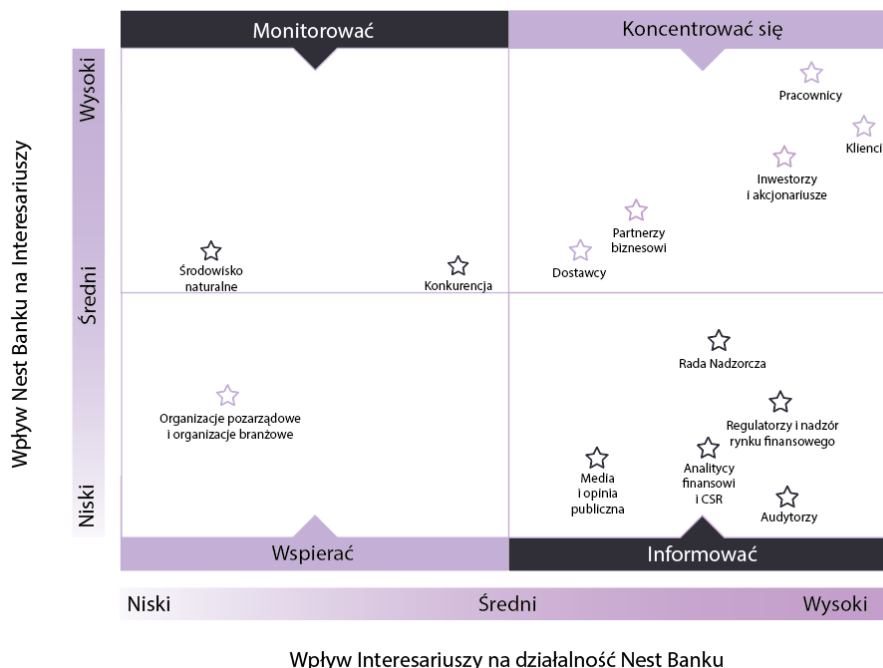 Monitorować
Koncentrować się
Wysoki
Średni
Niski
Wpływ Nest Banku na Interesariuszy
Pracownicy
Klienci
Inwestorzy
i akcjonariusze
Partnerzy
biznesowi
Dostawcy
Środowisko
naturalne
Konkurencja
Rada Nadzorcza
Organizacje pozarządowe
i organizacje branżowe
Regulatorzy i nadzór
rynku finansowego
Media
i opinia
publiczna
Analitycy
finansowi
i CSR
Audytorzy
Wspierać
Informować
Niski
Średni
Wysoki
Wpływ Interesariuszy na działalność Nest Banku